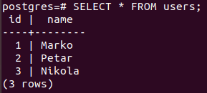 postgres=# SELECT * FROM users;
 id |  name
----+--------
  1 | Marko
  2 | Petar
  3 | Nikola
(3 rows)